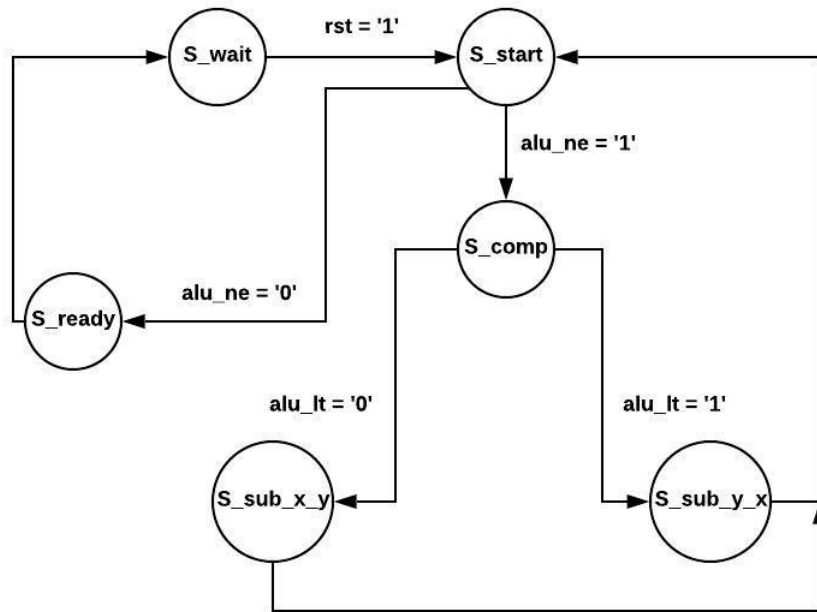 rst = '1'
S_wait
S_start
alu_ne = '1'
S_comp
alu_ne = '0'
S_ready
alu_lt = '0'
alu_lt = '1'
S_sub_x_y
S_sub_y_x